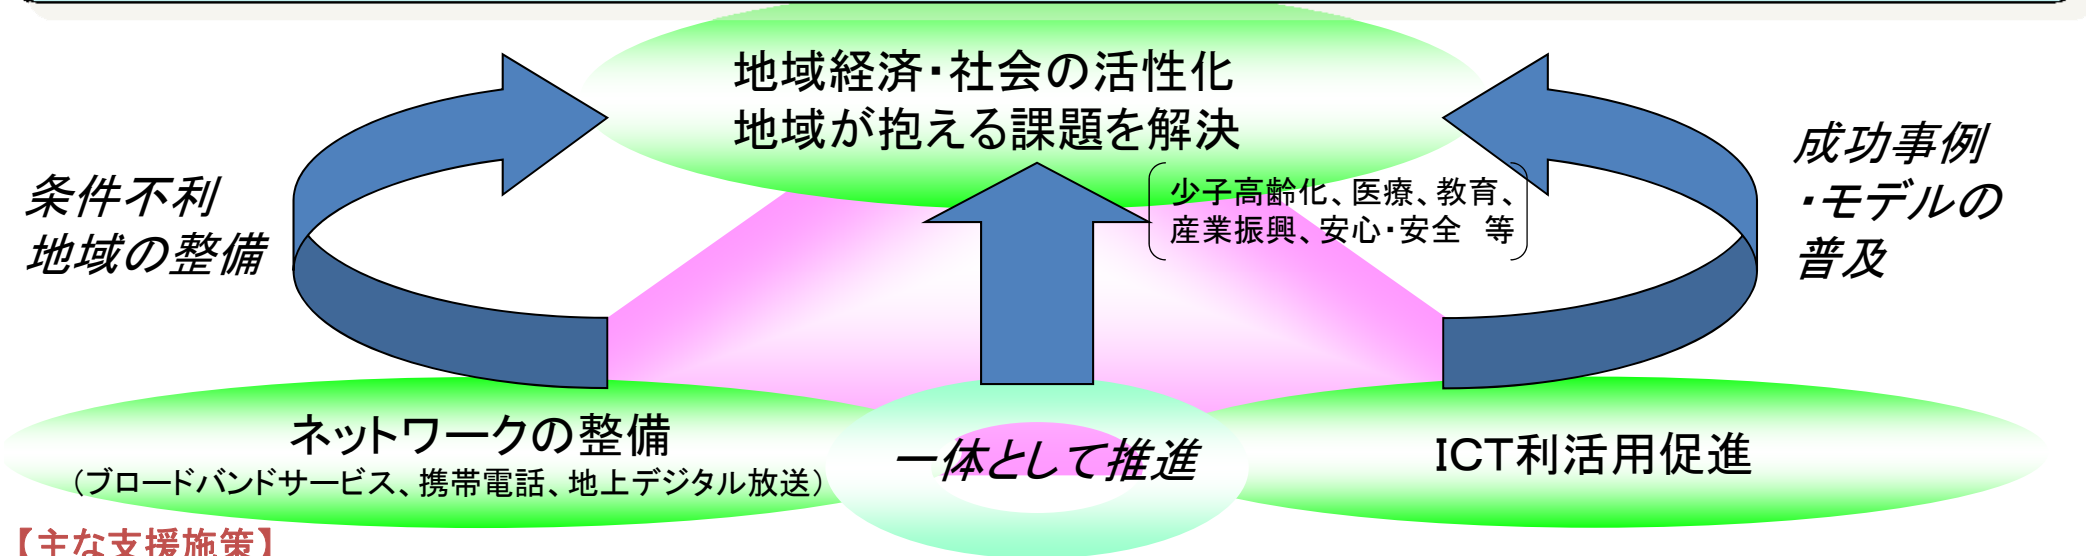 地域経済・社会の活性化
地域が抱える課題を解決
少子高齢化、医療、教育、
産業振興、安心・安全　等
条件不利
地域の整備
成功事例
・モデルの
普及
ネットワークの整備
（ブロードバンドサービス、携帯電話、地上デジタル放送）
一体として推進
ICT利活用促進
【主な支援施策】